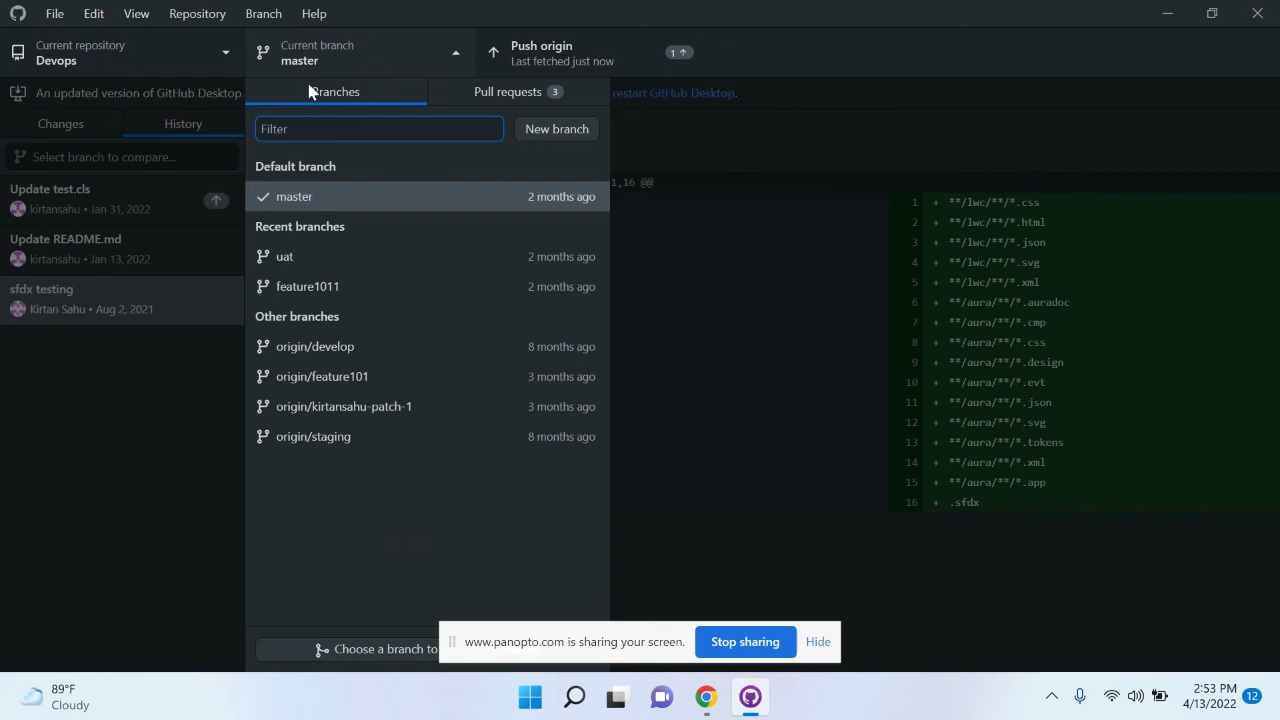 File Edit View Repository Branch Help
Current repository
Devops
Current branch
master
Push origin
Last fetched just now
1
An updated version of GitHub Desktop
restart GitHub Desktop.
Branches
Pull requests 3
Changes
History
Filter
New branch
Select branch to compare...
Default branch
master 2 months ago
Recent branches
uat 2 months ago
feature1011 2 months ago
Other branches
origin/develop 8 months ago
origin/feature101 3 months ago
origin/kirtansahu-patch-1 3 months ago
origin/staging 8 months ago
Update test.cls
kirtansahu • Jan 31, 2022
Update README.md
kirtansahu • Jan 13, 2022
sfdx testing
Kirtan Sahu • Aug 2, 2021
1,16 @@
1 + **/lwc/**/*.css
2 + **/lwc/**/*.html
3 + **/lwc/**/*.json
4 + **/lwc/**/*.svg
5 + **/lwc/**/*.xml
6 + **/aura/**/*.auradoc
7 + **/aura/**/*.cmp
8 + **/aura/**/*.css
9 + **/aura/**/*.design
10 + **/aura/**/*.evt
11 + **/aura/**/*.json
12 + **/aura/**/*.svg
13 + **/aura/**/*.tokens
14 + **/aura/**/*.xml
15 + **/aura/**/*.app
16 + .sfdx
Choose a branch to
www.panopto.com is sharing your screen.
Stop sharing
Hide
89°F
Cloudy
2:53 PM
4/13/2022
12